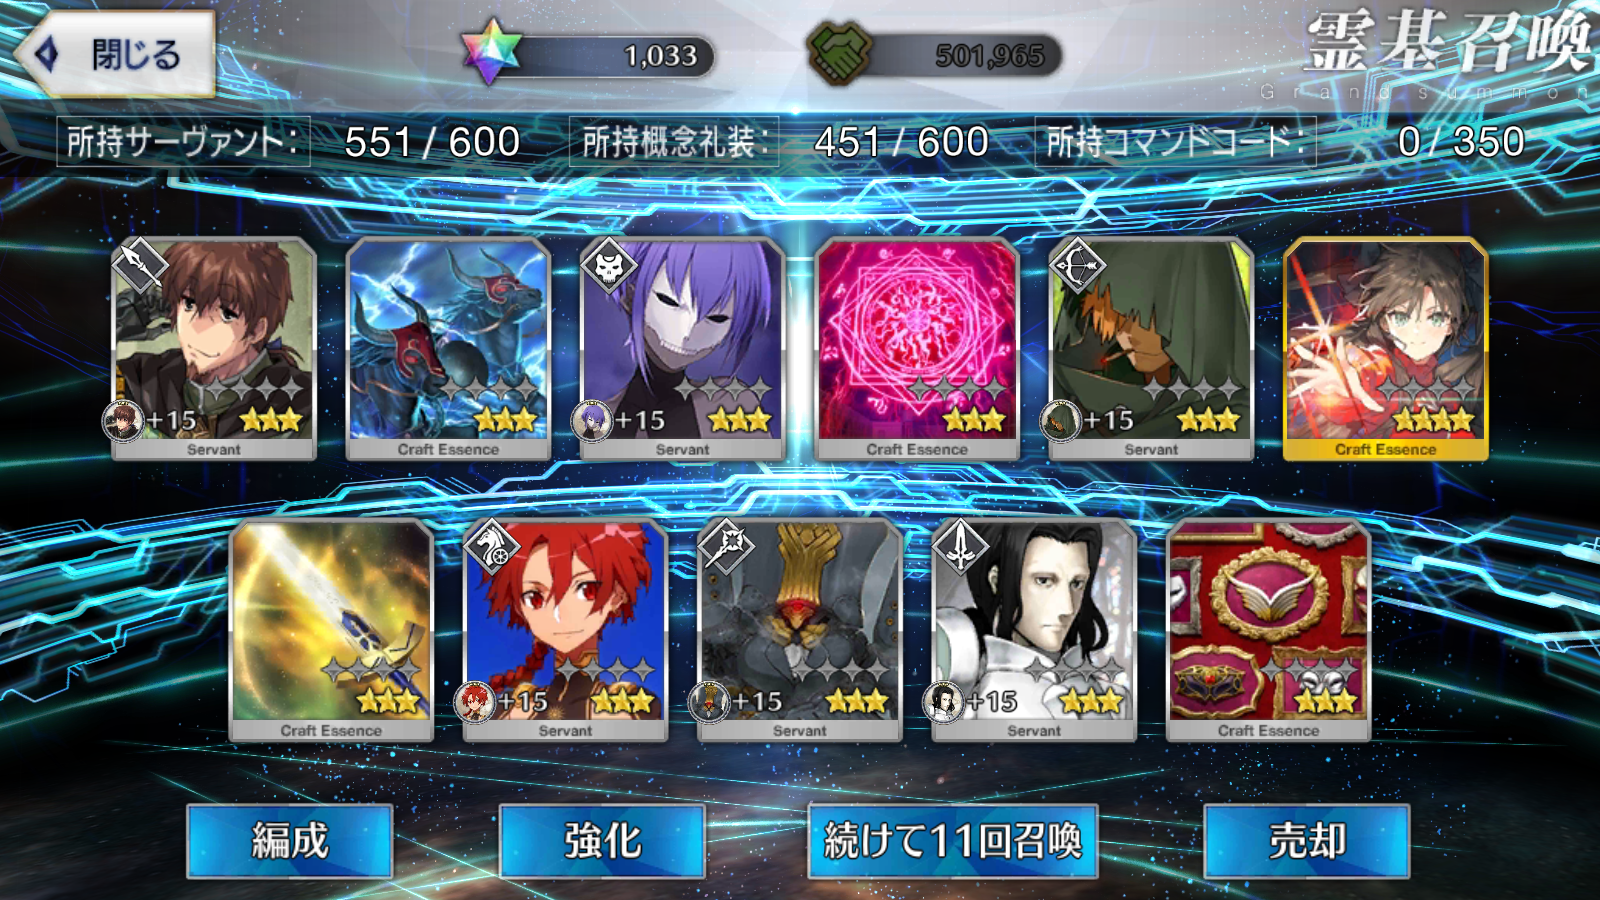 閉じる
1,033
501,965
霊基召喚
Grand summon
所持サーヴァント: 551 / 600
所持概念礼装: 451 / 600
所持コマンドコード: 0 / 350
+15
Servant
Craft Essence
+15
Servant
Craft Essence
+15
Servant
Craft Essence
Craft Essence
+15
Servant
+15
Servant
+15
Servant
Craft Essence
編成
強化
続けて11回召喚
売却